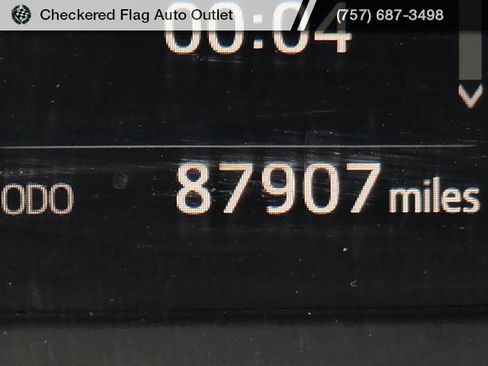 Checkered Flag Auto Outlet (757) 687-3498
00:04
ODO 87907 miles